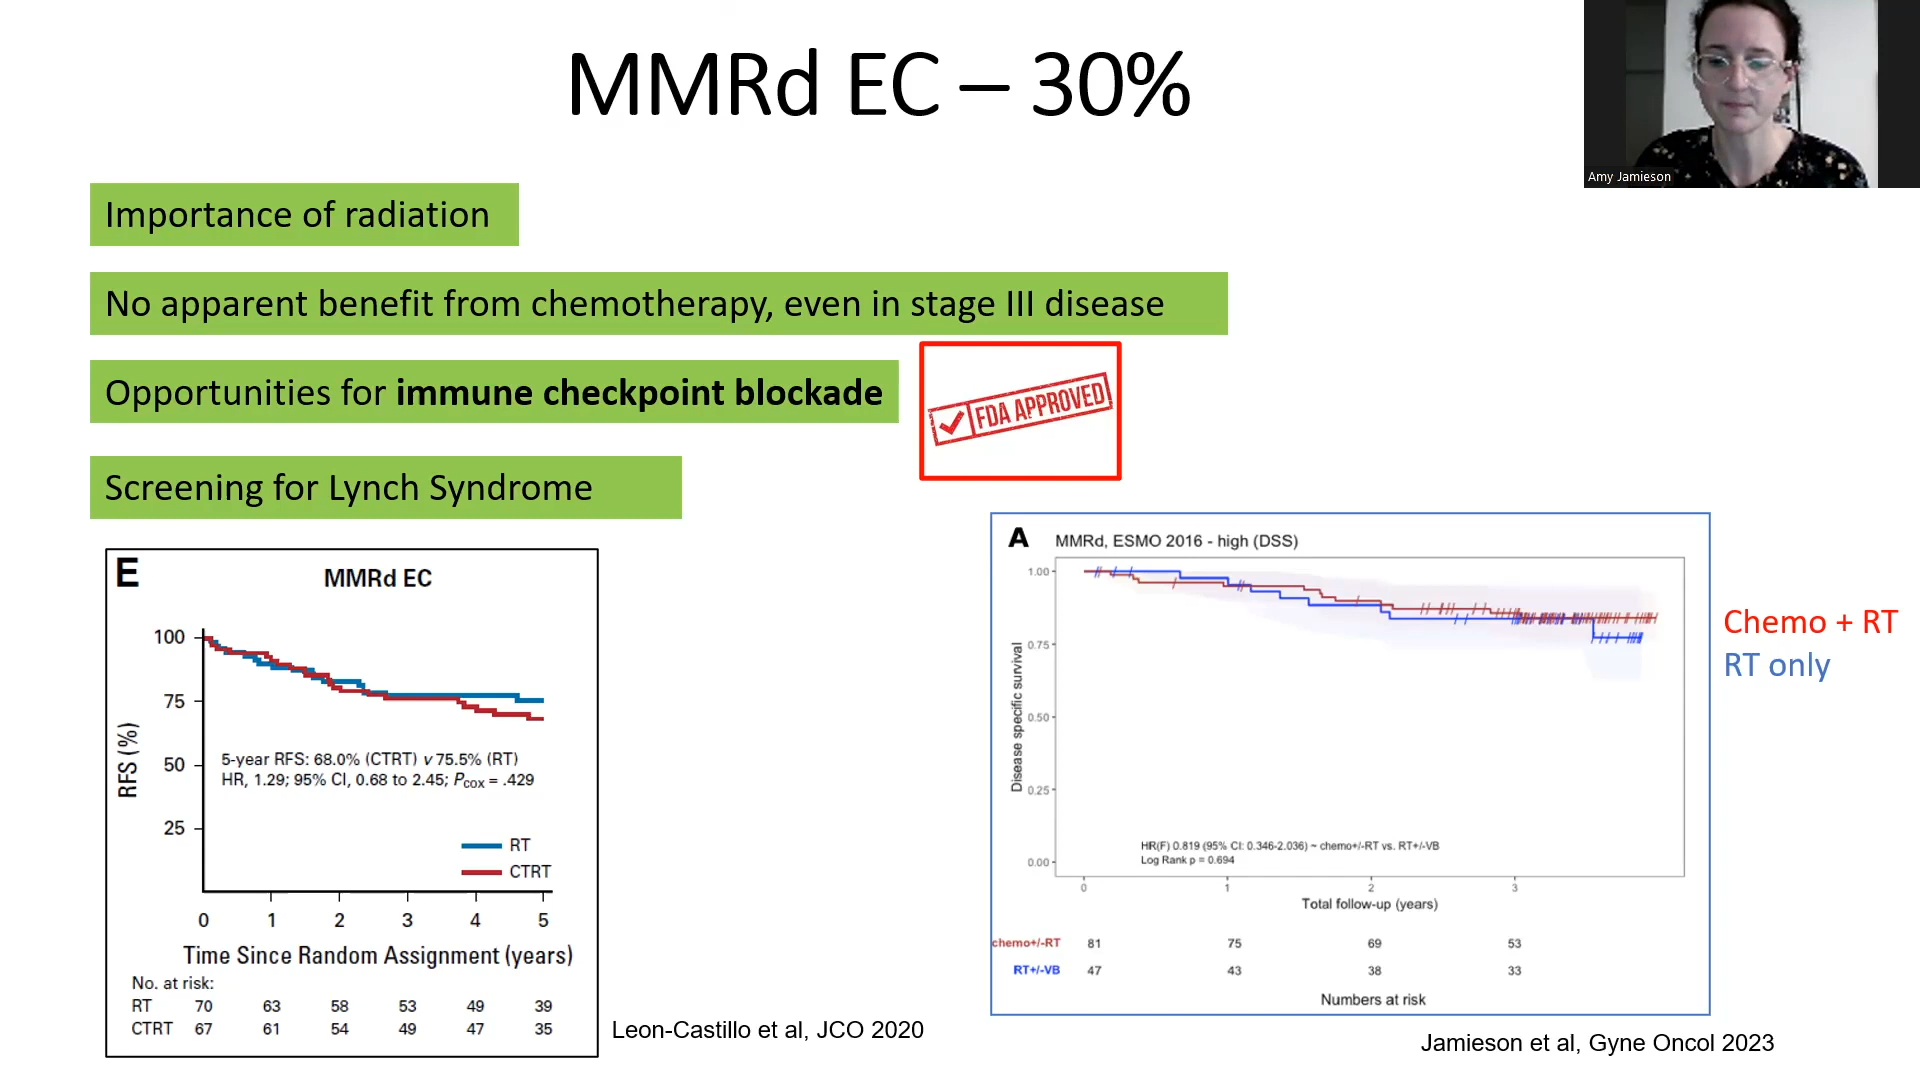 MMRd EC – 30%
Amy Jamieson
Importance of radiation
No apparent benefit from chemotherapy, even in stage III disease
Opportunities for immune checkpoint blockade
FDA APPROVED
Screening for Lynch Syndrome
E
MMRd EC
100
75
50
25
RFS (%)
5-year RFS: 68.0% (CTRT) v 75.5% (RT)
HR, 1.29; 95% CI, 0.68 to 2.45; Pcox = .429
RT
CTRT
0 1 2 3 4 5
Time Since Random Assignment (years)
No. at risk:
RT 70 63 58 53 49 39
CTRT 67 61 54 49 47 35
Leon-Castillo et al, JCO 2020
A MMRd, ESMO 2016 - high (DSS)
1.00
0.75
0.50
0.25
0.00
Disease specific survival
HR(F) 0.819 (95% CI: 0.346-2.036) ~ chemo+/-RT vs. RT+/-VB
Log Rank p = 0.694
0 1 2 3
Total follow-up (years)
chemo+/-RT 81 75 69 53
RT+/-VB 47 43 38 33
Numbers at risk
Chemo + RT
RT only
Jamieson et al, Gyne Oncol 2023